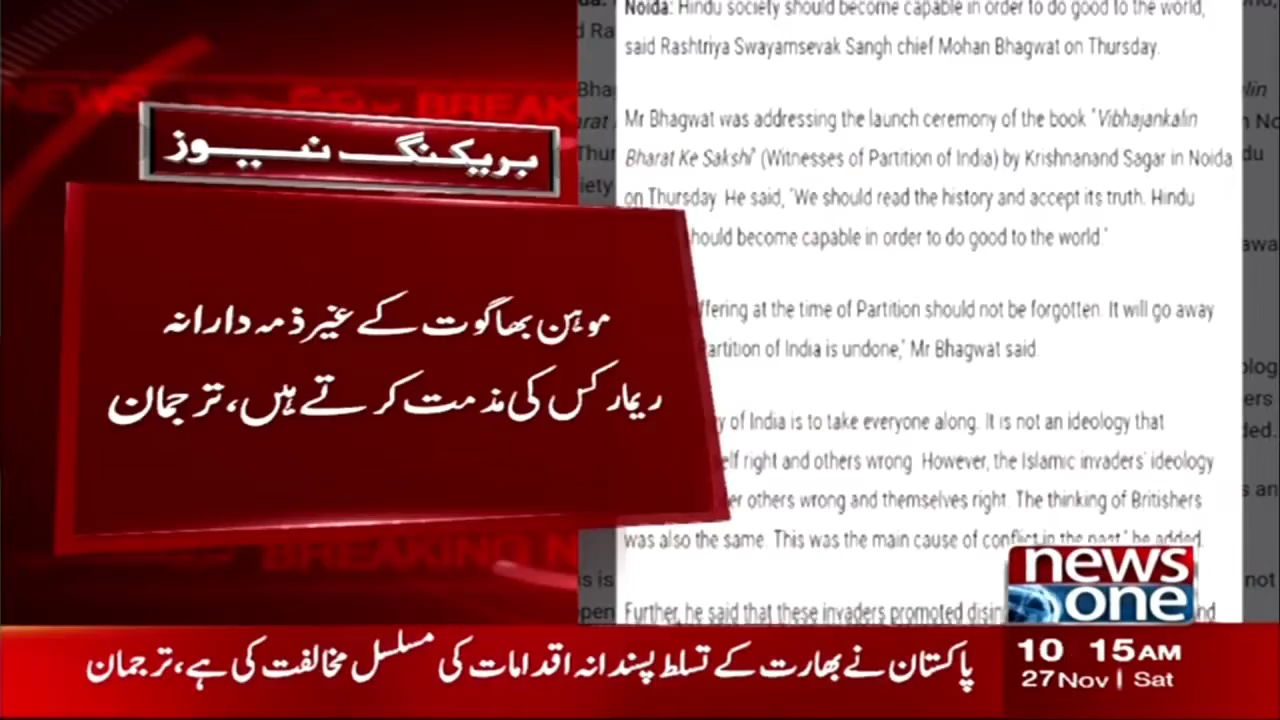 بریکنگ نیوز
موہن بھاگوت کے غیر ذمہ دارانہ
ریمارکس کی مذمت کرتے ہیں، ترجمان
Noida: Hindu society should become capable in order to do good to the world,
said Rashtriya Swayamsevak Sangh chief Mohan Bhagwat on Thursday.
Mr Bhagwat was addressing the launch ceremony of the book "Vibhajankalin
Bharat Ke Sakshi" (Witnesses of Partition of India) by Krishnanand Sagar in Noida
on Thursday. He said, "We should read the history and accept its truth. Hindu
should become capable in order to do good to the world."
at the time of Partition should not be forgotten. It will go away
of India is undone," Mr Bhagwat said.
of India is to take everyone along. It is not an ideology that
right and others wrong. However, the Islamic invaders' ideology
others wrong and themselves right. The thinking of Britishers
was also the same. This was the main cause of conflict in the past," he added.
Further, he said that these invaders promoted
news
one
پاکستان نے بھارت کے تسلط پسندانہ اقدامات کی مسلسل مخالفت کی ہے، ترجمان
10 15 AM
27 Nov | Sat